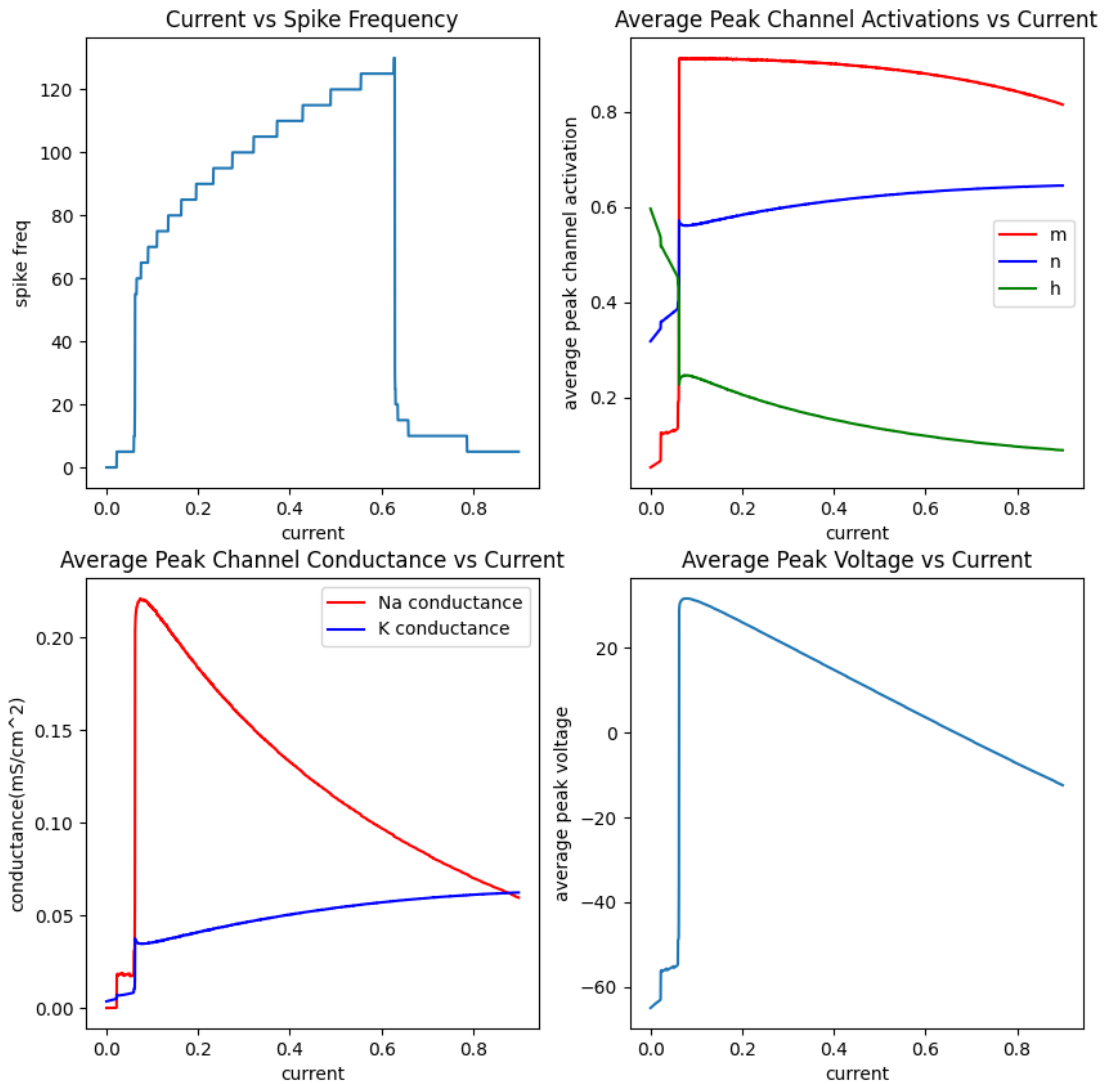 Current vs Spike Frequency
120
100
80
60
40
20
0
spike freq
0.0 0.2 0.4 0.6 0.8
current
Average Peak Channel Activations vs Current
0.8
0.6
0.4
0.2
average peak channel activation
m
n
h
0.0 0.2 0.4 0.6 0.8
current
Average Peak Channel Conductance vs Current
Na conductance
K conductance
0.20
0.15
0.10
0.05
0.00
conductance(mS/cm^2)
0.0 0.2 0.4 0.6 0.8
current
Average Peak Voltage vs Current
20
0
−20
−40
−60
average peak voltage
0.0 0.2 0.4 0.6 0.8
current